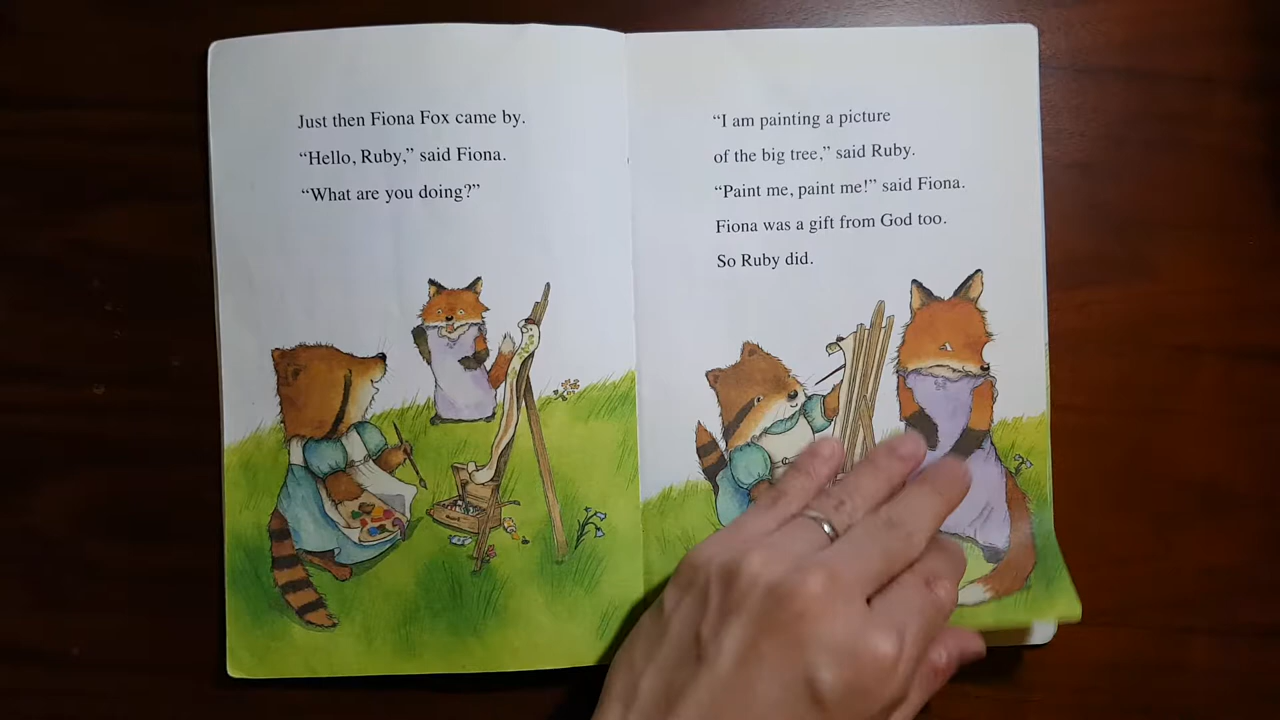 Just then Fiona Fox came by.
“Hello, Ruby,” said Fiona.
“What are you doing?”
“I am painting a picture
of the big tree,” said Ruby.
“Paint me, paint me!” said Fiona.
Fiona was a gift from God too.
So Ruby did.